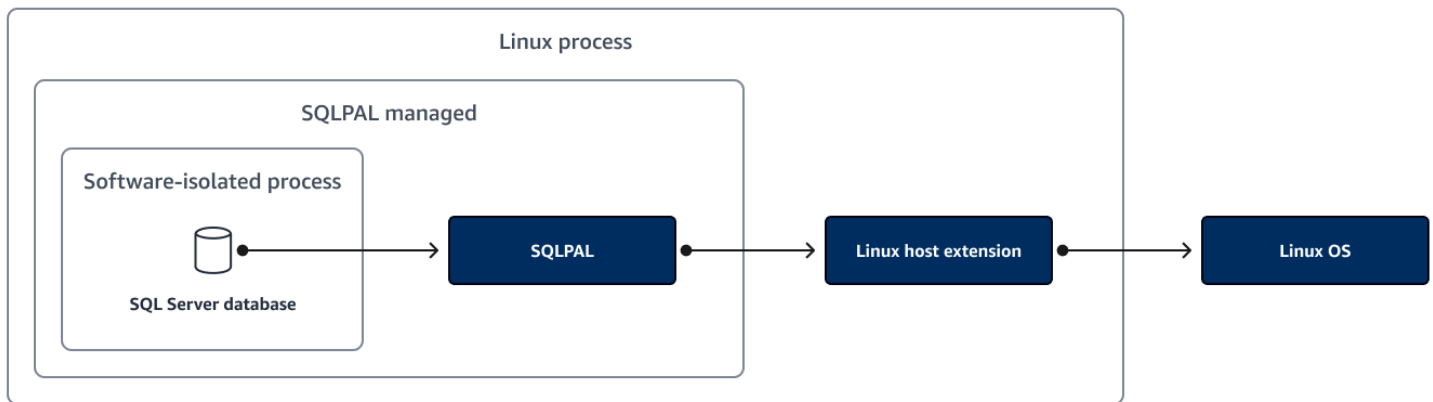 Linux process
SQLPAL managed
Software-isolated process
SQL Server database
SQLPAL
Linux host extension
Linux OS